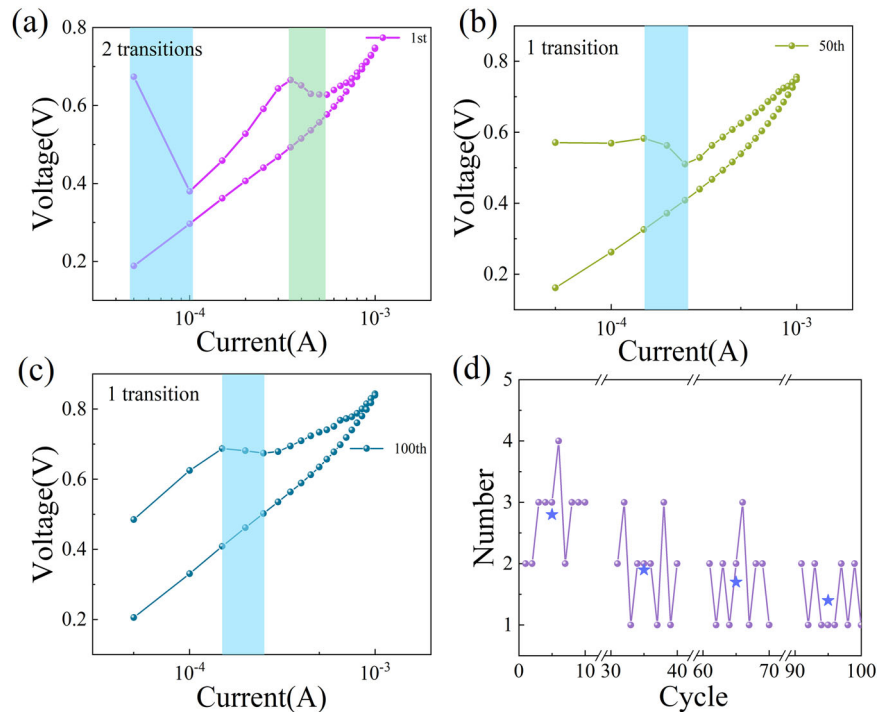 (a)
2 transitions
1st
Voltage(V)
0.8
0.6
0.4
0.2
10⁻⁴
10⁻³
Current(A)
(b)
1 transition
50th
Voltage(V)
0.8
0.6
0.4
0.2
10⁻⁴
10⁻³
Current(A)
(c)
1 transition
100th
Voltage(V)
0.8
0.6
0.4
0.2
10⁻⁴
10⁻³
Current(A)
(d)
Number
5
4
3
2
1
0 10 30 40 60 70 90 100
Cycle